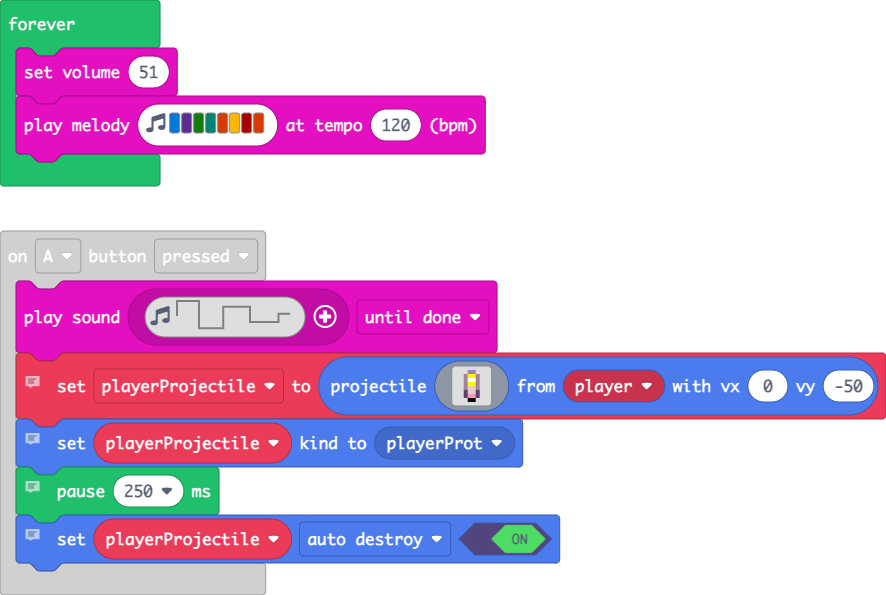 forever
set volume 51
play melody at tempo 120 (bpm)
on A button pressed
play sound until done
set playerProjectile to projectile from player with vx 0 vy -50
set playerProjectile kind to playerProt
pause 250 ms
set playerProjectile auto destroy ON